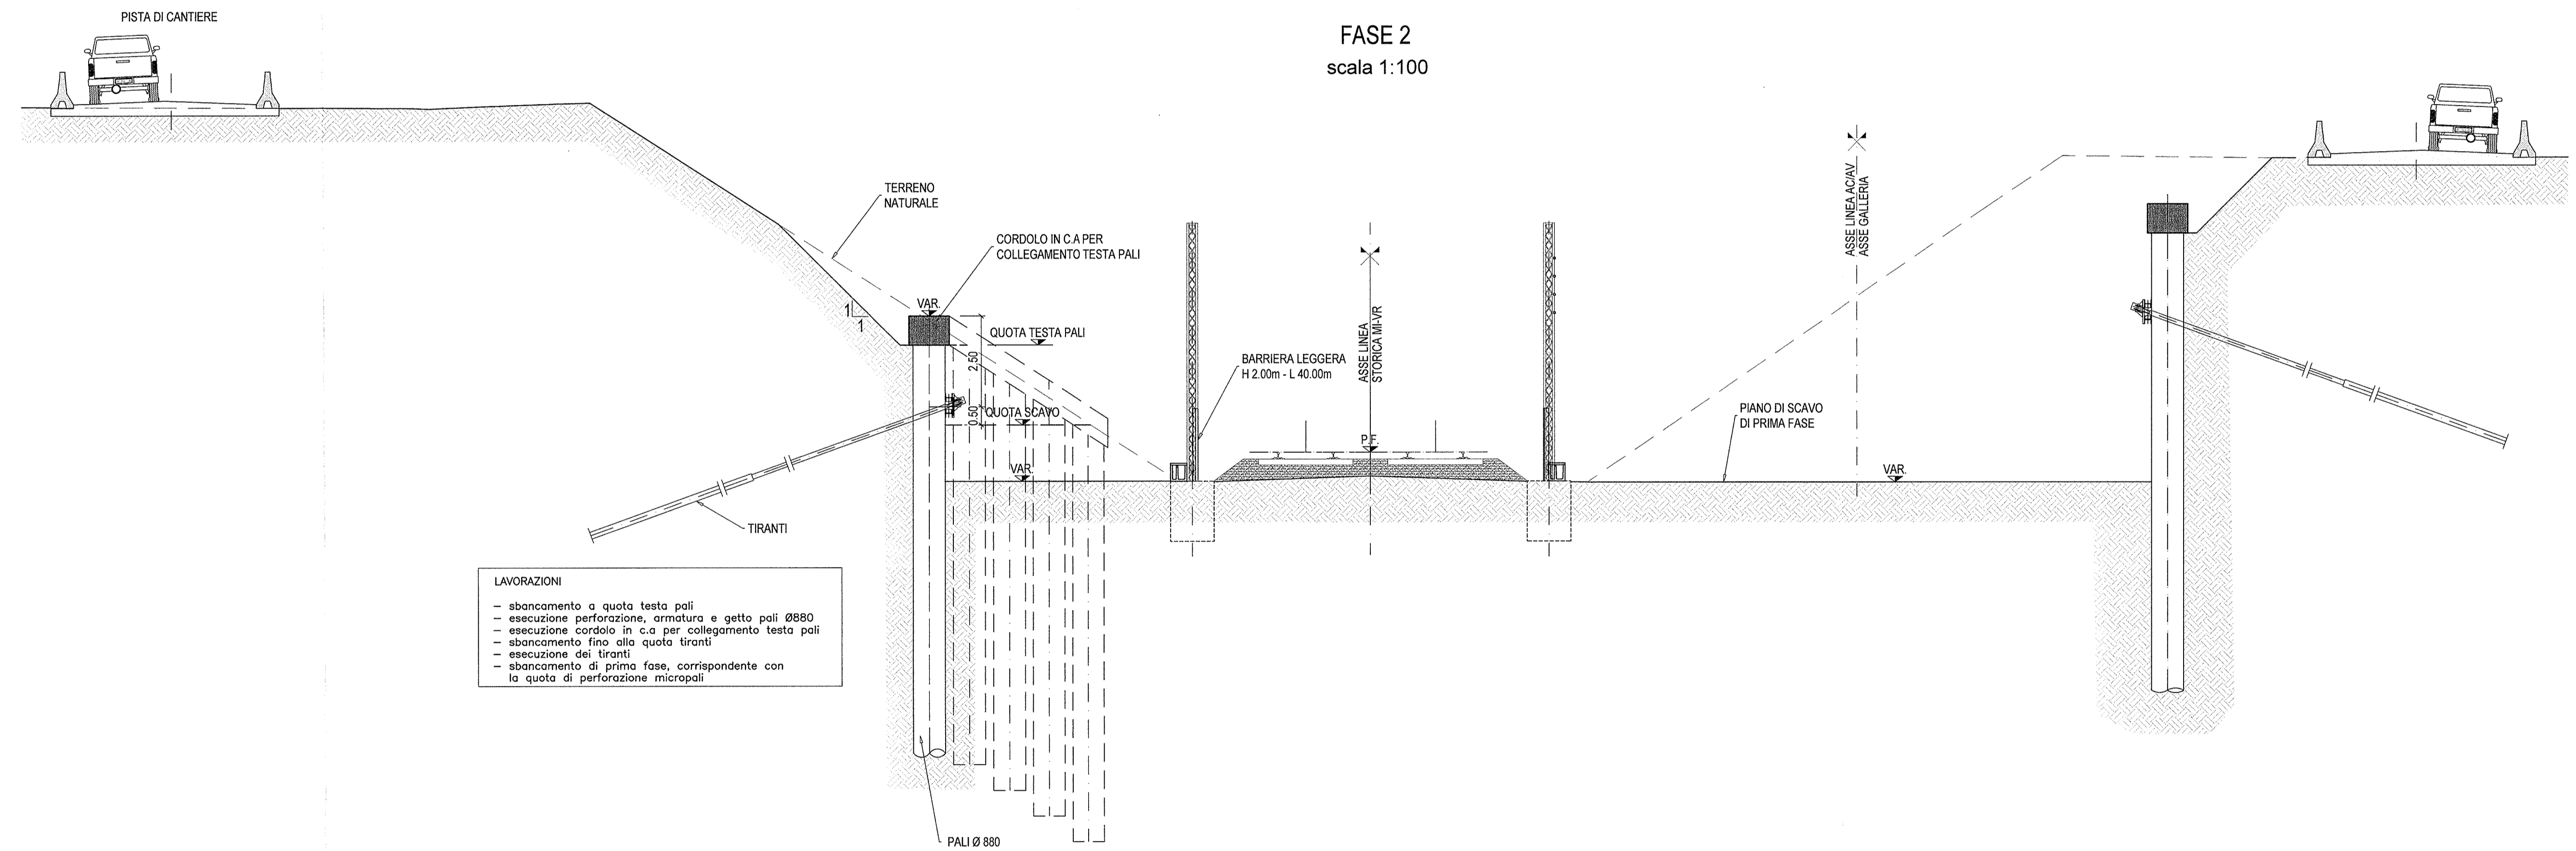 PISTA DI CANTIERE
FASE 2
scala 1:100
TERRENO
NATURALE
CORDOLO IN C.A PER
COLLEGAMENTO TESTA PALI
VAR.
1
1
QUOTA TESTA PALI
2,50
0.50
QUOTA SCAVO
VAR.
BARRIERA LEGGERA
H 2.00m - L 40.00m
ASSE LINEA
STORICA MI-VR
P.F.
ASSE LINEA AC/AV
ASSE GALLERIA
PIANO DI SCAVO
DI PRIMA FASE
VAR.
TIRANTI
LAVORAZIONI
- sbancamento a quota testa pali
- esecuzione perforazione, armatura e getto pali Ø880
- esecuzione cordolo in c.a per collegamento testa pali
- sbancamento fino alla quota tiranti
- esecuzione dei tiranti
- sbancamento di prima fase, corrispondente con
la quota di perforazione micropali
PALI Ø 880